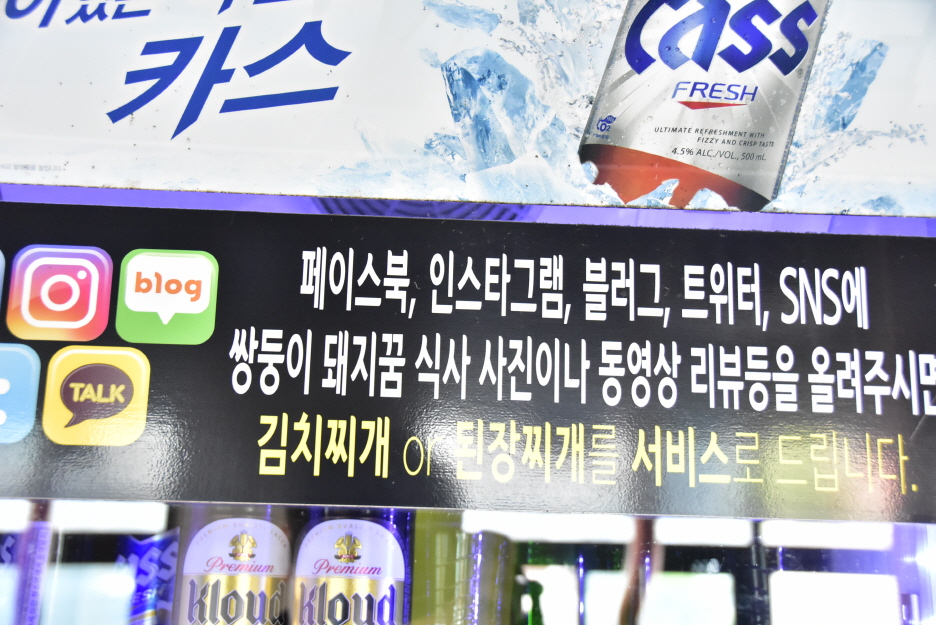 카스
Cass
FRESH
ULTIMATE REFRESHMENT WITH
FIZZY AND CRISP TASTE
4.5% ALC./VOL., 500 mL
페이스북, 인스타그램, 블러그, 트위터, SNS에
blog
쌍둥이 돼지꿈 식사 사진이나 동영상 리뷰등을 올려주시면
TALK
김치찌개 or 된장찌개를 서비스로 드립니다.
Premium Premium
Kloud Kloud